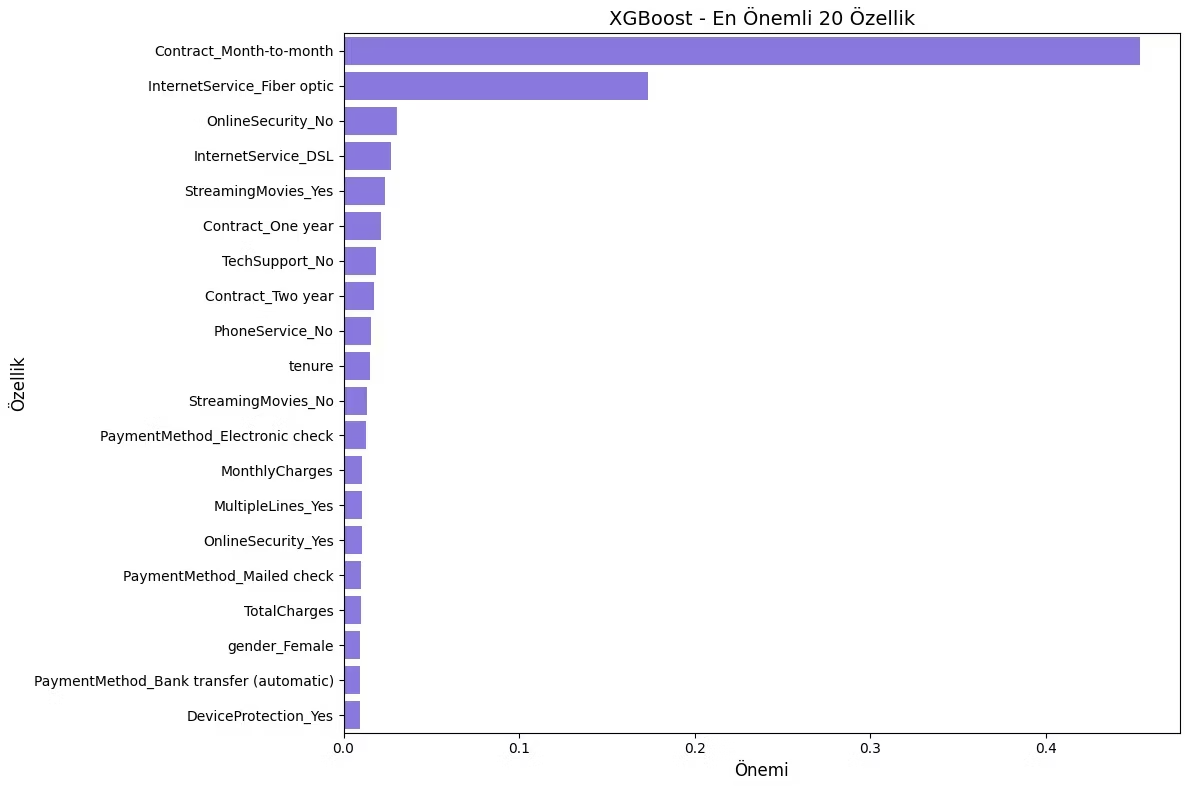 XGBoost - En Önemli 20 Özellik
Özellik
Contract_Month-to-month
InternetService_Fiber optic
OnlineSecurity_No
InternetService_DSL
StreamingMovies_Yes
Contract_One year
TechSupport_No
Contract_Two year
PhoneService_No
tenure
StreamingMovies_No
PaymentMethod_Electronic check
MonthlyCharges
MultipleLines_Yes
OnlineSecurity_Yes
PaymentMethod_Mailed check
TotalCharges
gender_Female
PaymentMethod_Bank transfer (automatic)
DeviceProtection_Yes
0.0 0.1 0.2 0.3 0.4
Önemi